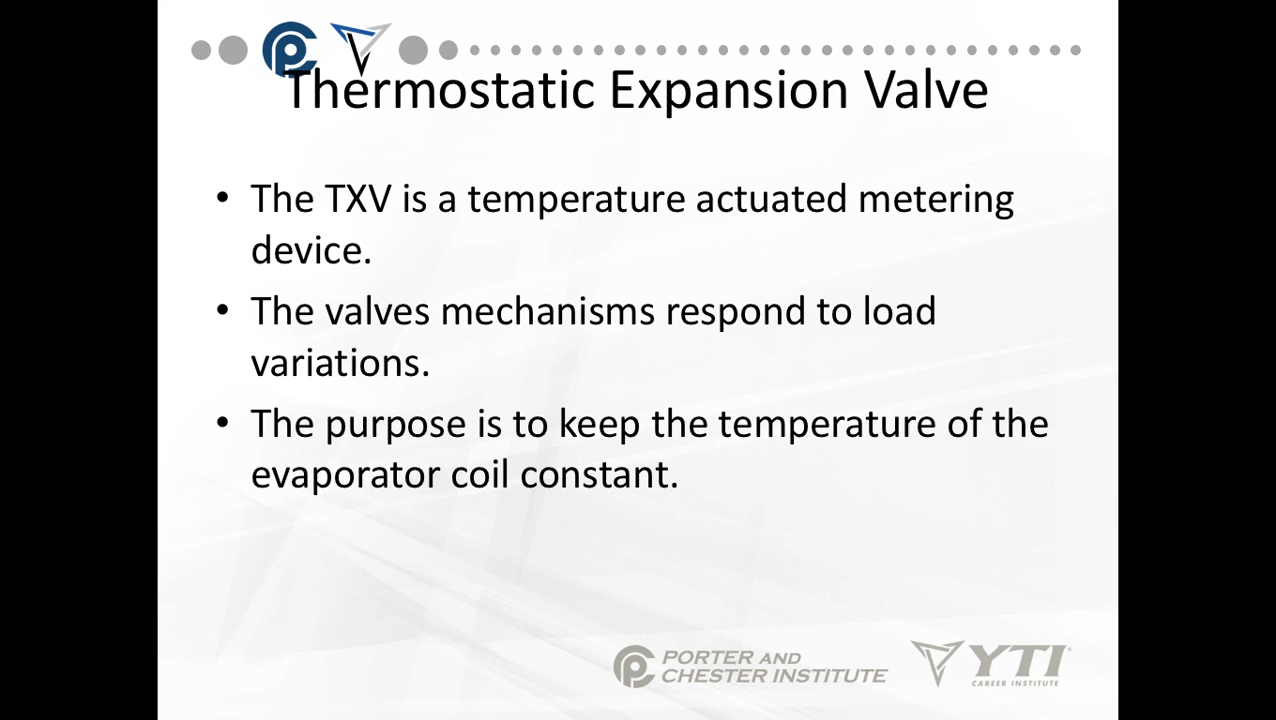 Thermostatic Expansion Valve
• The TXV is a temperature actuated metering
device.
• The valves mechanisms respond to load
variations.
• The purpose is to keep the temperature of the
evaporator coil constant.
PORTER AND
CHESTER INSTITUTE
YTI
CAREER INSTITUTE